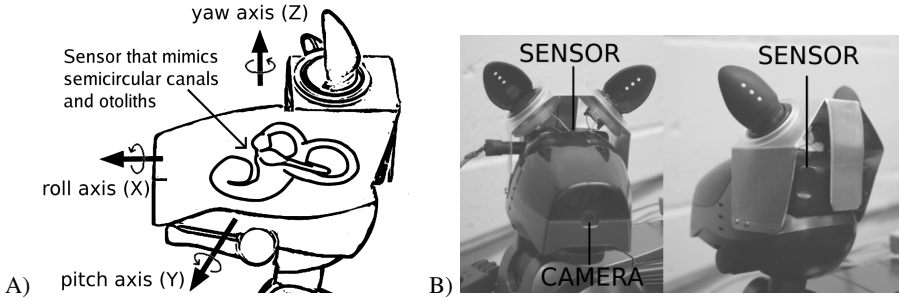 yaw axis (Z)
Sensor that mimics
semicircular canals
and otoliths
roll axis (X)
pitch axis (Y)
A)
SENSOR
CAMERA
SENSOR
B)